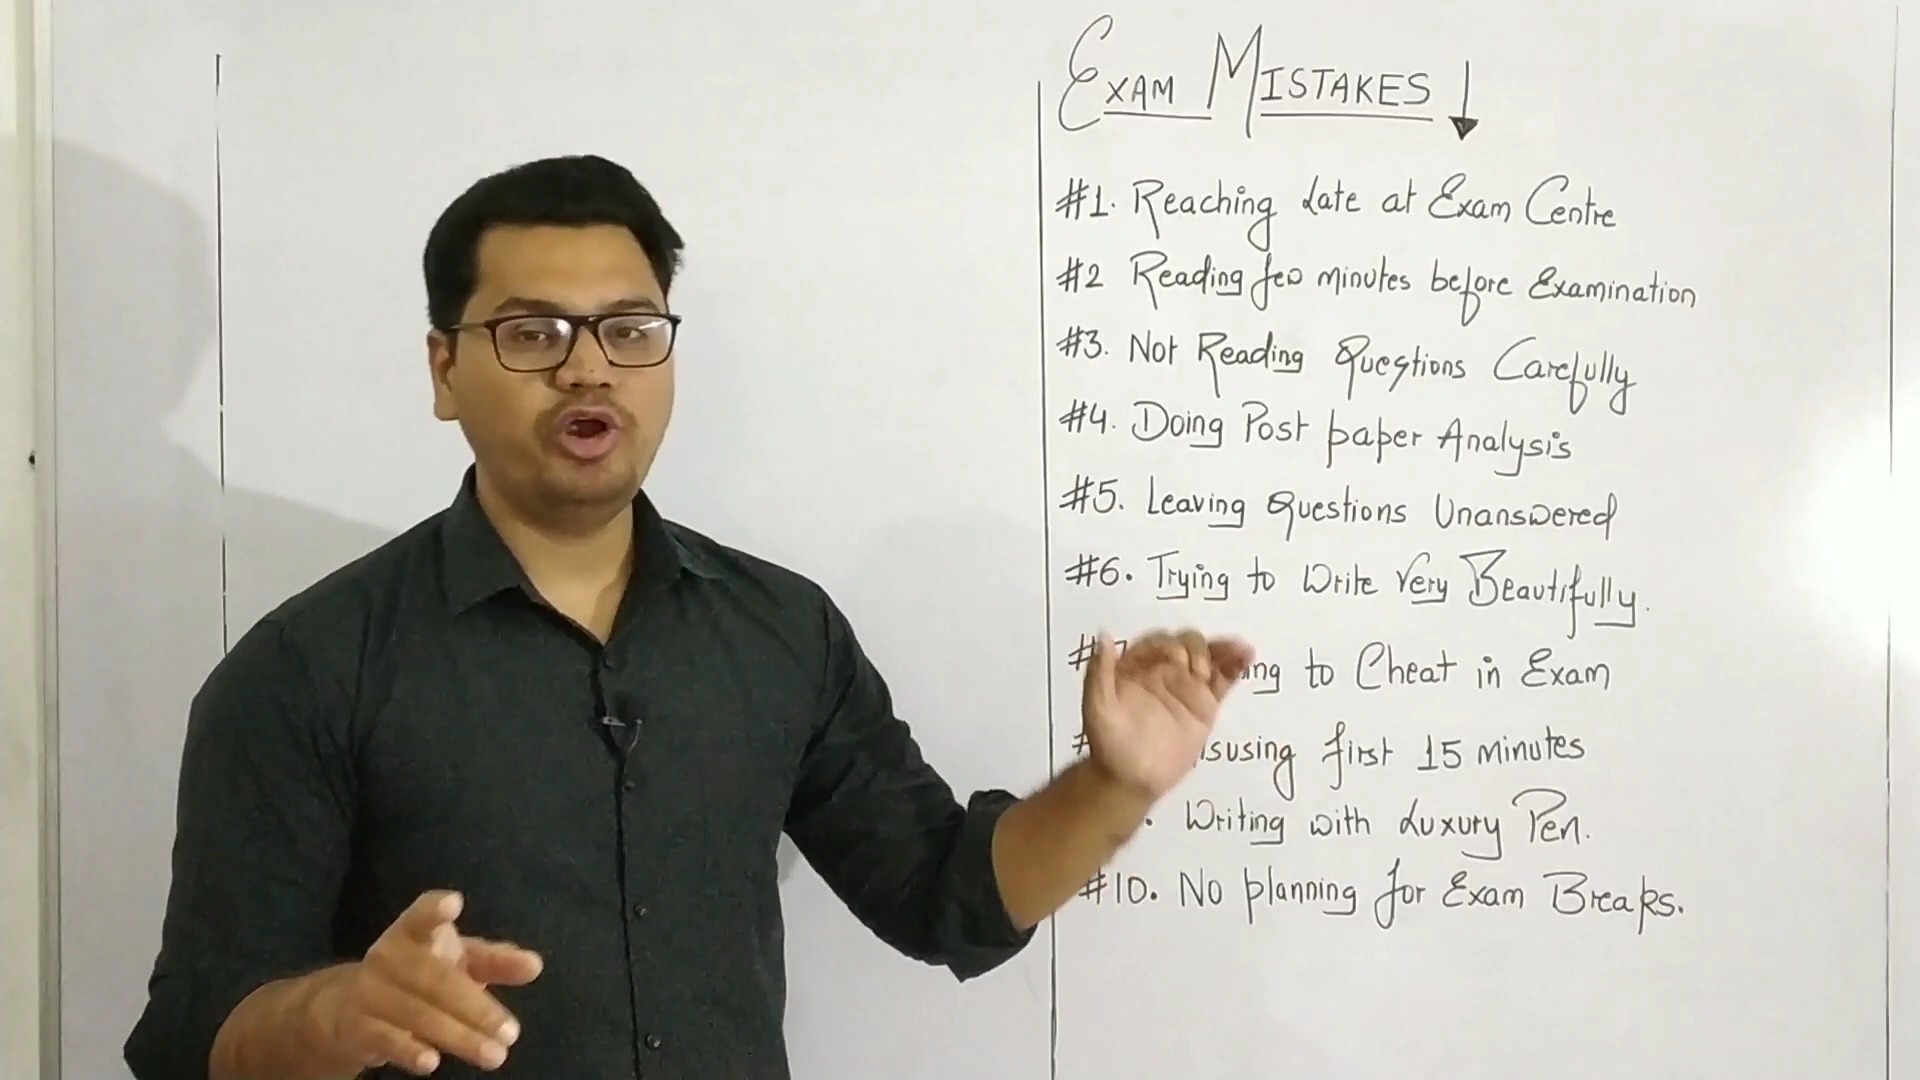 EXAM MISTAKES
#1. Reaching Late at Exam Centre
#2 Reading few minutes before Examination
#3. Not Reading Questions Carefully
#4. Doing Post paper Analysis
#5. Leaving Questions Unanswered
#6. Trying to Write Very Beautifully.
to Cheat in Exam
first 15 minutes
Writing with Luxury Pen.
#10. No planning for Exam Breaks.